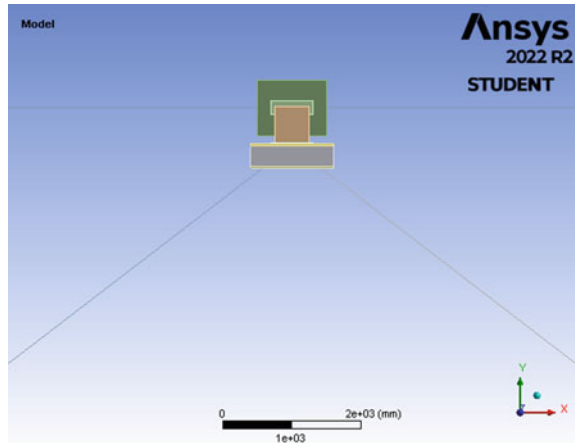 Model
Ansys
2022 R2
STUDENT
Y
X
0
2e+03 (mm)
1e+03